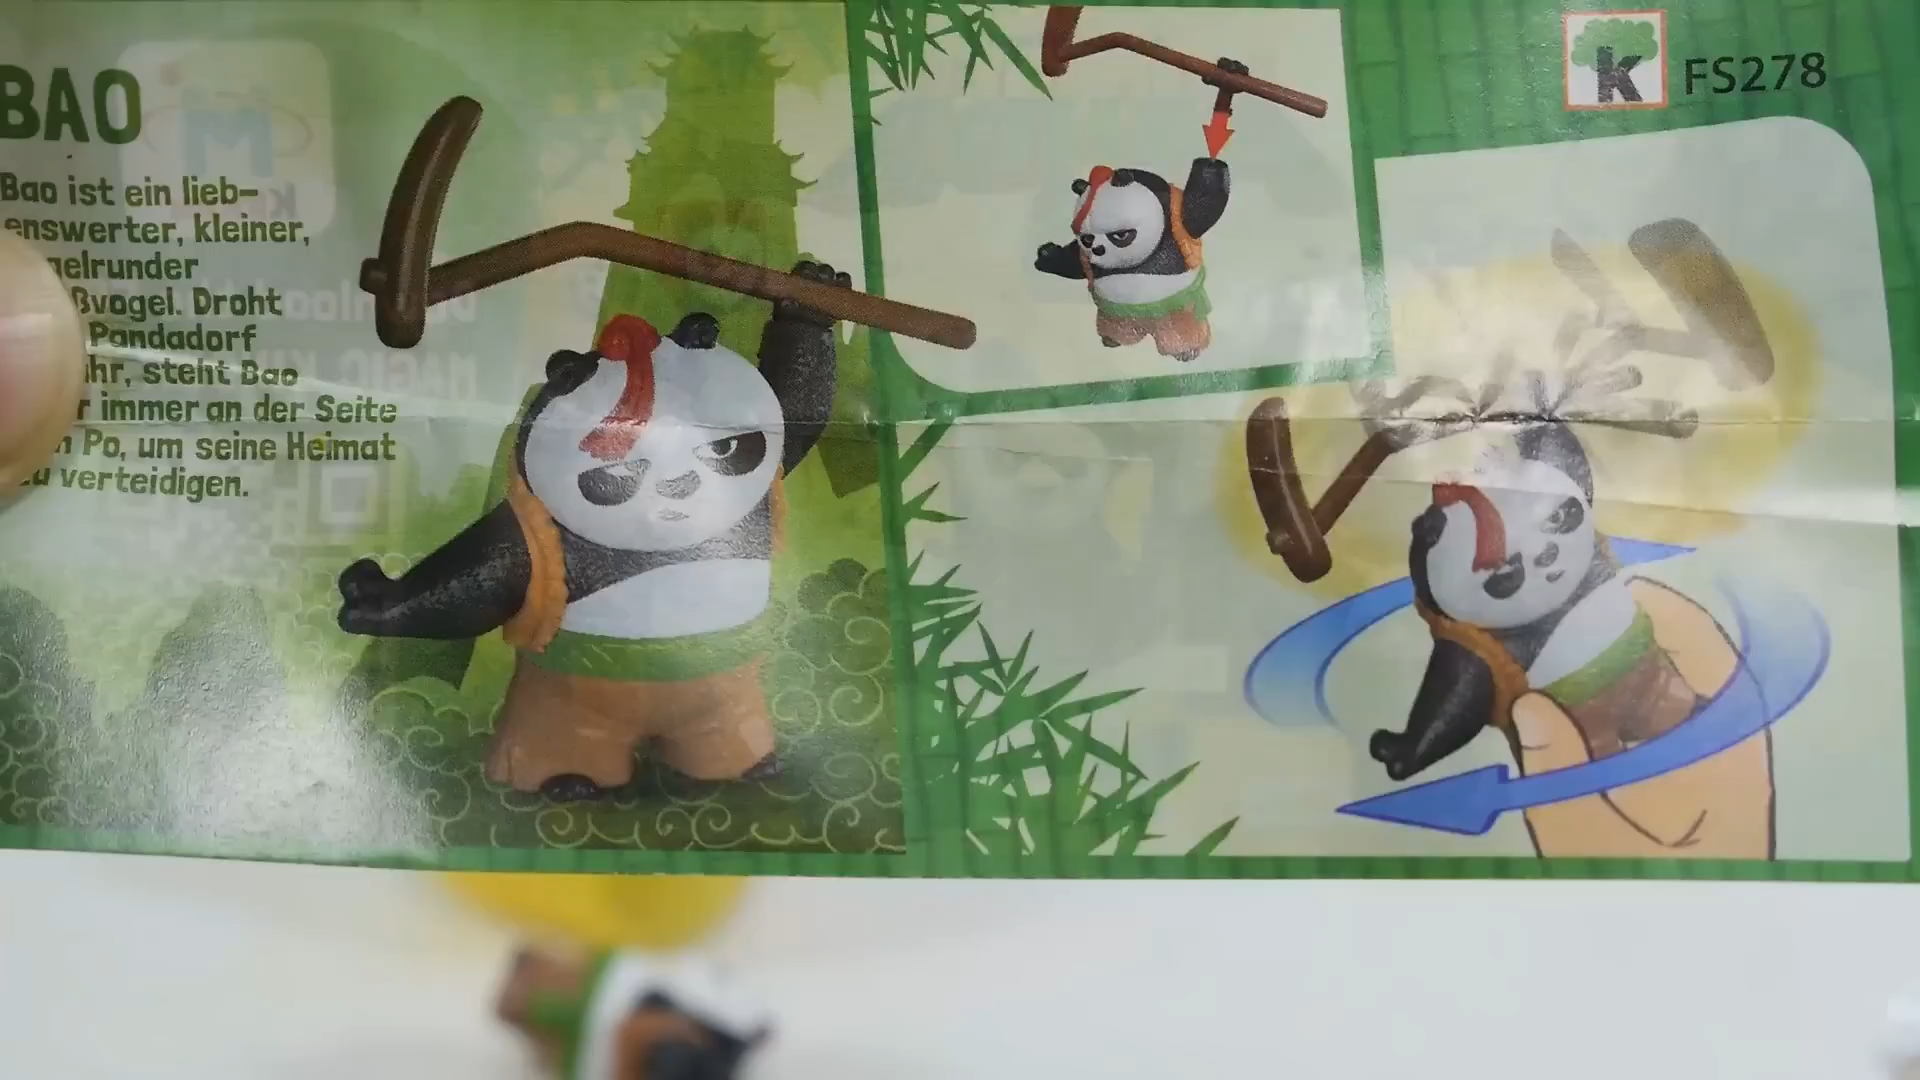 BAO
Bao ist ein lieb-
enswerter, kleiner,
gelrunder
ßvogel. Droht
Pandadorf
hr, steht Bao
r immer an der Seite
n Po, um seine Heimat
u verteidigen.
k FS278